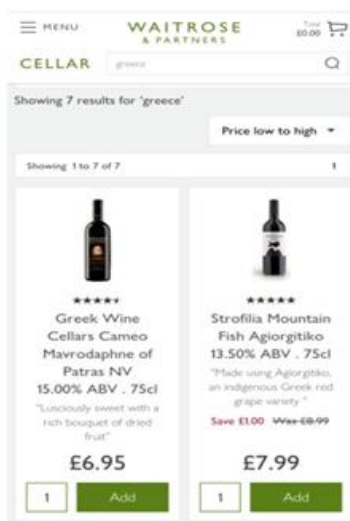 MENU
WAITROSE
& PARTNERS
Total
£0.00
CELLAR
greece
Showing 7 results for 'greece'
Price low to high
Showing 1 to 7 of 7
1
Greek Wine
Cellars Cameo
Mavrodaphne of
Patras NV
15.00% ABV . 75cl
"Lusciously sweet with a
rich bouquet of dried
fruit"
£6.95
1
Add
Strofilia Mountain
Fish Agiorgitiko
13.50% ABV . 75cl
"Made using Agiorgitiko,
an indigenous Greek red
grape variety "
Save £1.00 Was £8.99
£7.99
1
Add